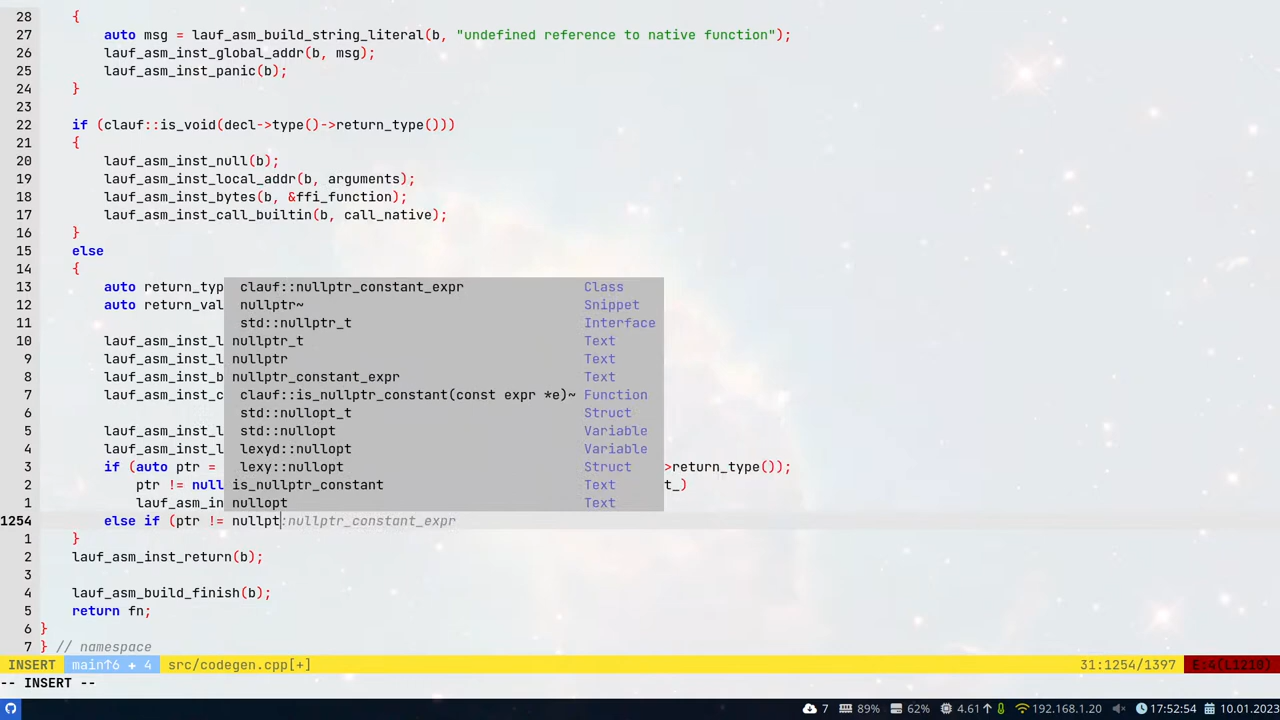 28 {
27 auto msg = lauf_asm_build_string_literal(b, "undefined reference to native function");
26 lauf_asm_inst_global_addr(b, msg);
25 lauf_asm_inst_panic(b);
24 }
23
22 if (clauf::is_void(decl->type()->return_type()))
21 {
20 lauf_asm_inst_null(b);
19 lauf_asm_inst_local_addr(b, arguments);
18 lauf_asm_inst_bytes(b, &ffi_function);
17 lauf_asm_inst_call_builtin(b, call_native);
16 }
15 else
14 {
13 auto return_typ clauf::nullptr_constant_expr Class
12 auto return_val nullptr~ Snippet
11 std::nullptr_t Interface
10 lauf_asm_inst_l nullptr_t Text
9 lauf_asm_inst_l nullptr Text
8 lauf_asm_inst_b nullptr_constant_expr Text
7 lauf_asm_inst_c clauf::is_nullptr_constant(const expr *e)~ Function
6 std::nullopt_t Struct
5 lauf_asm_inst_l std::nullopt Variable
4 lauf_asm_inst_l lexyd::nullopt Variable
3 if (auto ptr = lexy::nullopt Struct >return_type());
2 ptr != null is_nullptr_constant Text t_)
1 lauf_asm_in nullopt Text
1254 else if (ptr != nullpt:nullptr_constant_expr
1 }
2 lauf_asm_inst_return(b);
3
4 lauf_asm_build_finish(b);
5 return fn;
6 }
7 } // namespace
INSERT main↑6 + 4 src/codegen.cpp[+] 31:1254/1397 E:4(L1210)
-- INSERT --
7 89% 62% 4.61 192.168.1.20 17:52:54 10.01.2023